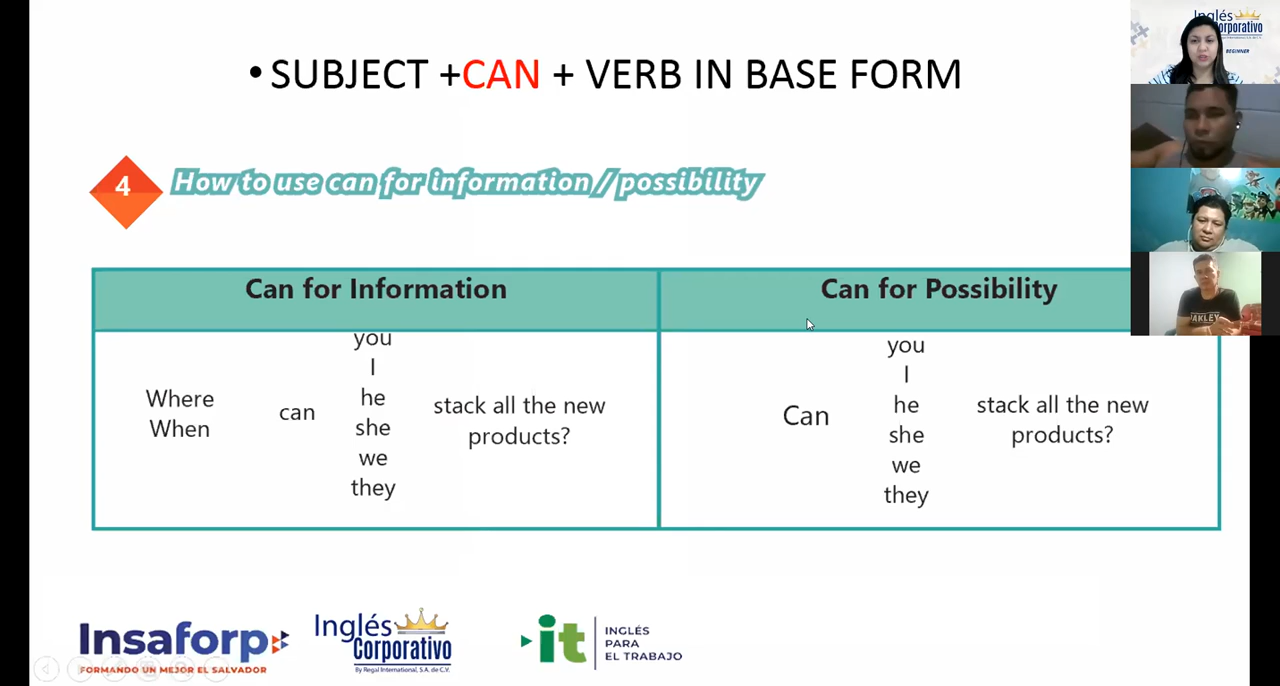 • SUBJECT +CAN + VERB IN BASE FORM
4
How to use can for information / possibility
Can for Information
Can for Possibility
Where
When
can
you
I
he
she
we
they
stack all the new
products?
Can
you
I
he
she
we
they
stack all the new
products?
Insaforp
FORMANDO UN MEJOR EL SALVADOR
Inglés
Corporativo
By Regal International, S.A. de C.V.
it
INGLÉS
PARA
EL TRABAJO
Inglés
Corporativo
BEGINNER
OAKLEY